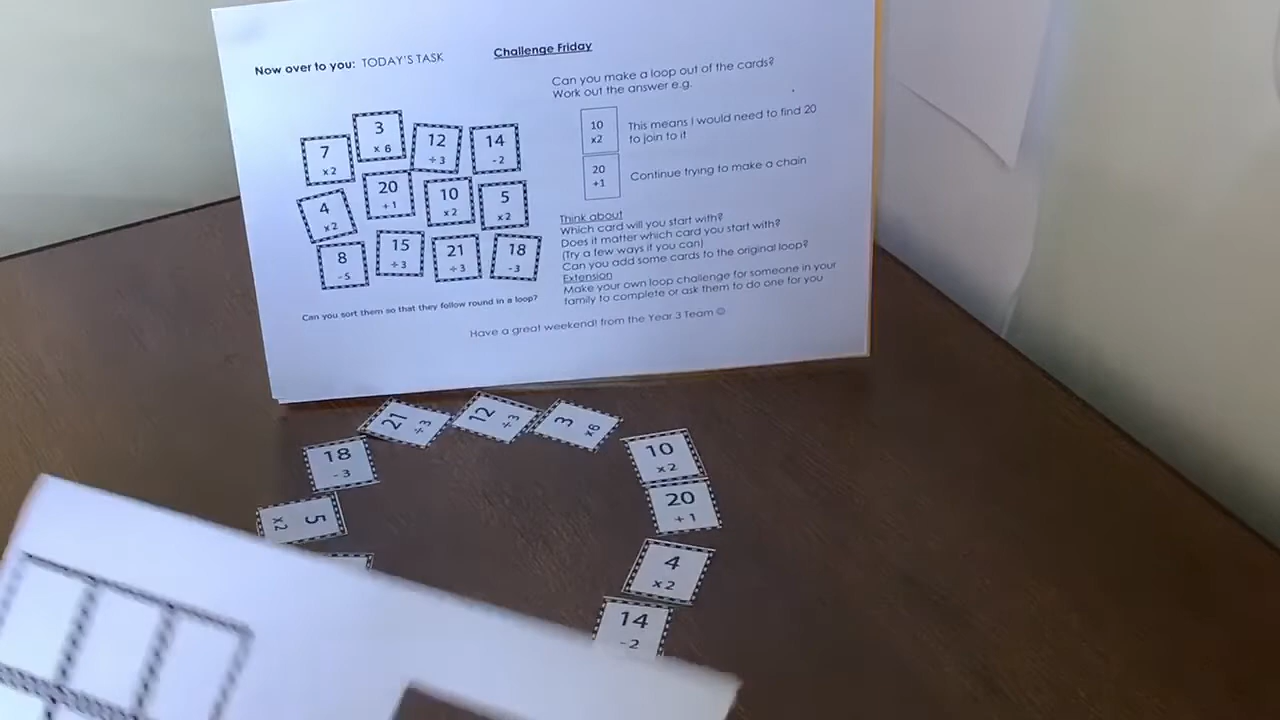 Challenge Friday
Now over to you: TODAY'S TASK
3
x 6
7
x 2
12
÷ 3
14
- 2
4
x 2
20
+ 1
10
x 2
5
x 2
8
- 5
15
÷ 3
21
÷ 3
18
- 3
Can you sort them so that they follow round in a loop?
Can you make a loop out of the cards?
Work out the answer e.g.
10
x2
This means I would need to find 20
to join to it
20
+1
Continue trying to make a chain
Think about
Which card will you start with?
Does it matter which card you start with?
(Try a few ways if you can)
Can you add some cards to the original loop?
Extension
Make your own loop challenge for someone in your
family to complete or ask them to do one for you
Have a great weekend! from the Year 3 Team ☺
21
÷ 3
12
÷ 3
3
x 6
18
- 3
10
x 2
5
x 2
20
+ 1
4
x 2
14
- 2